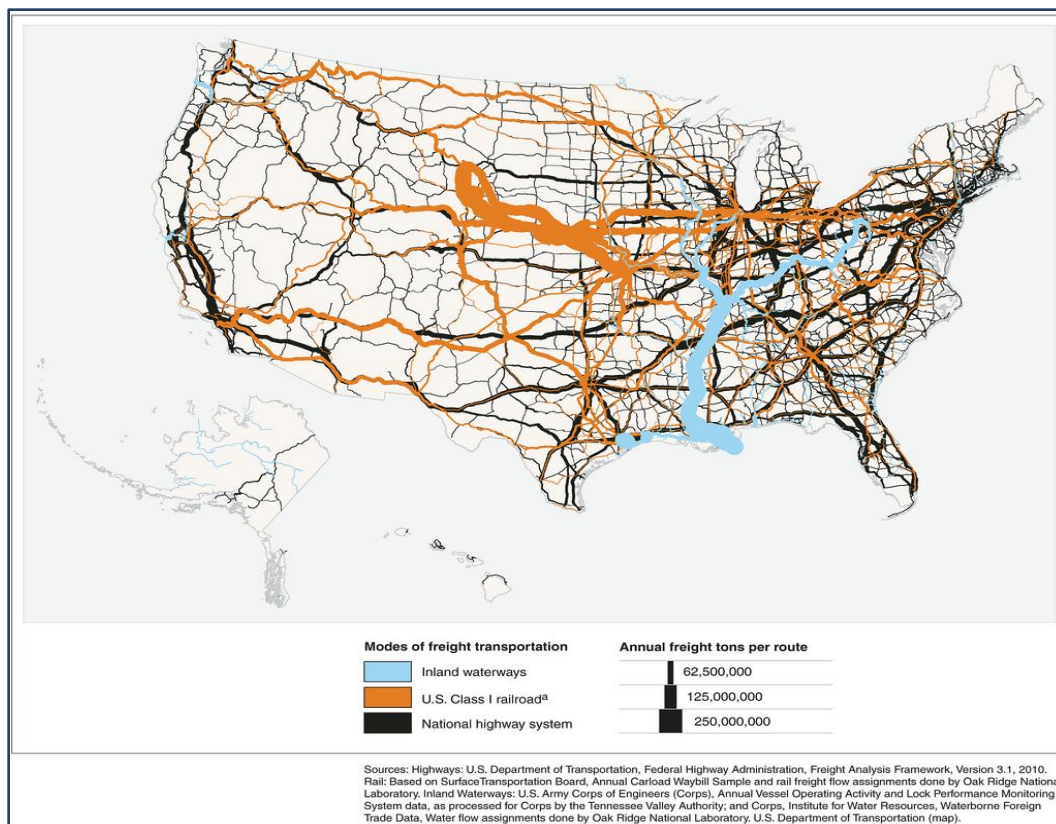 Modes of freight transportation
Inland waterways
U.S. Class I railroadᵃ
National highway system
Annual freight tons per route
62,500,000
125,000,000
250,000,000
Sources: Highways: U.S. Department of Transportation, Federal Highway Administration, Freight Analysis Framework, Version 3.1, 2010.
Rail: Based on SurfaceTransportation Board, Annual Carload Waybill Sample and rail freight flow assignments done by Oak Ridge Nationa
Laboratory. Inland Waterways: U.S. Army Corps of Engineers (Corps), Annual Vessel Operating Activity and Lock Performance Monitoring
System data, as processed for Corps by the Tennessee Valley Authority; and Corps, Institute for Water Resources, Waterborne Foreign
Trade Data, Water flow assignments done by Oak Ridge National Laboratory. U.S. Department of Transportation (map).